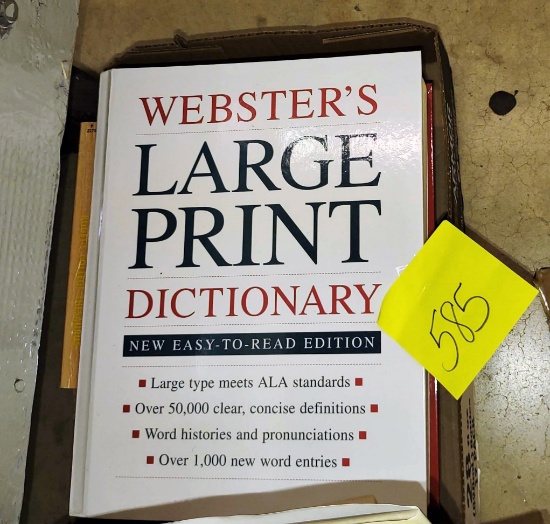 WEBSTER'S
LARGE
PRINT
DICTIONARY
NEW EASY-TO-READ EDITION
■ Large type meets ALA standards ■
■ Over 50,000 clear, concise definitions ■
■ Word histories and pronunciations ■
■ Over 1,000 new word entries ■
585